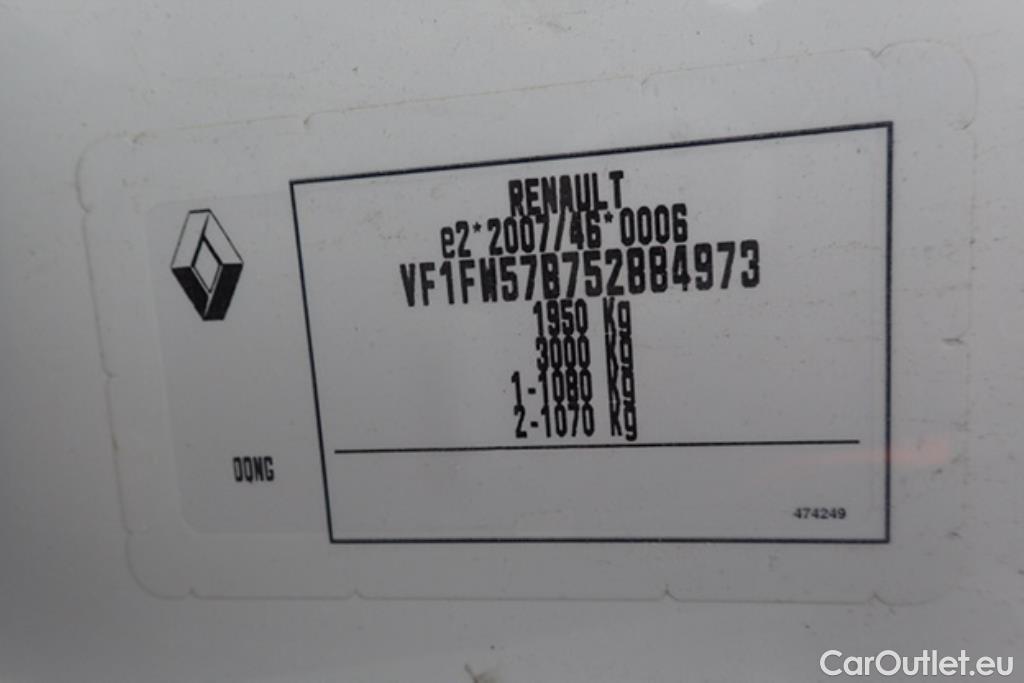 RENAULT
e2*2007/46*0006
VF1FW57B752884973
1950 Kg
3000 Kg
1-1080 Kg
2-1070 Kg
DQNG
474249
CarOutlet.eu